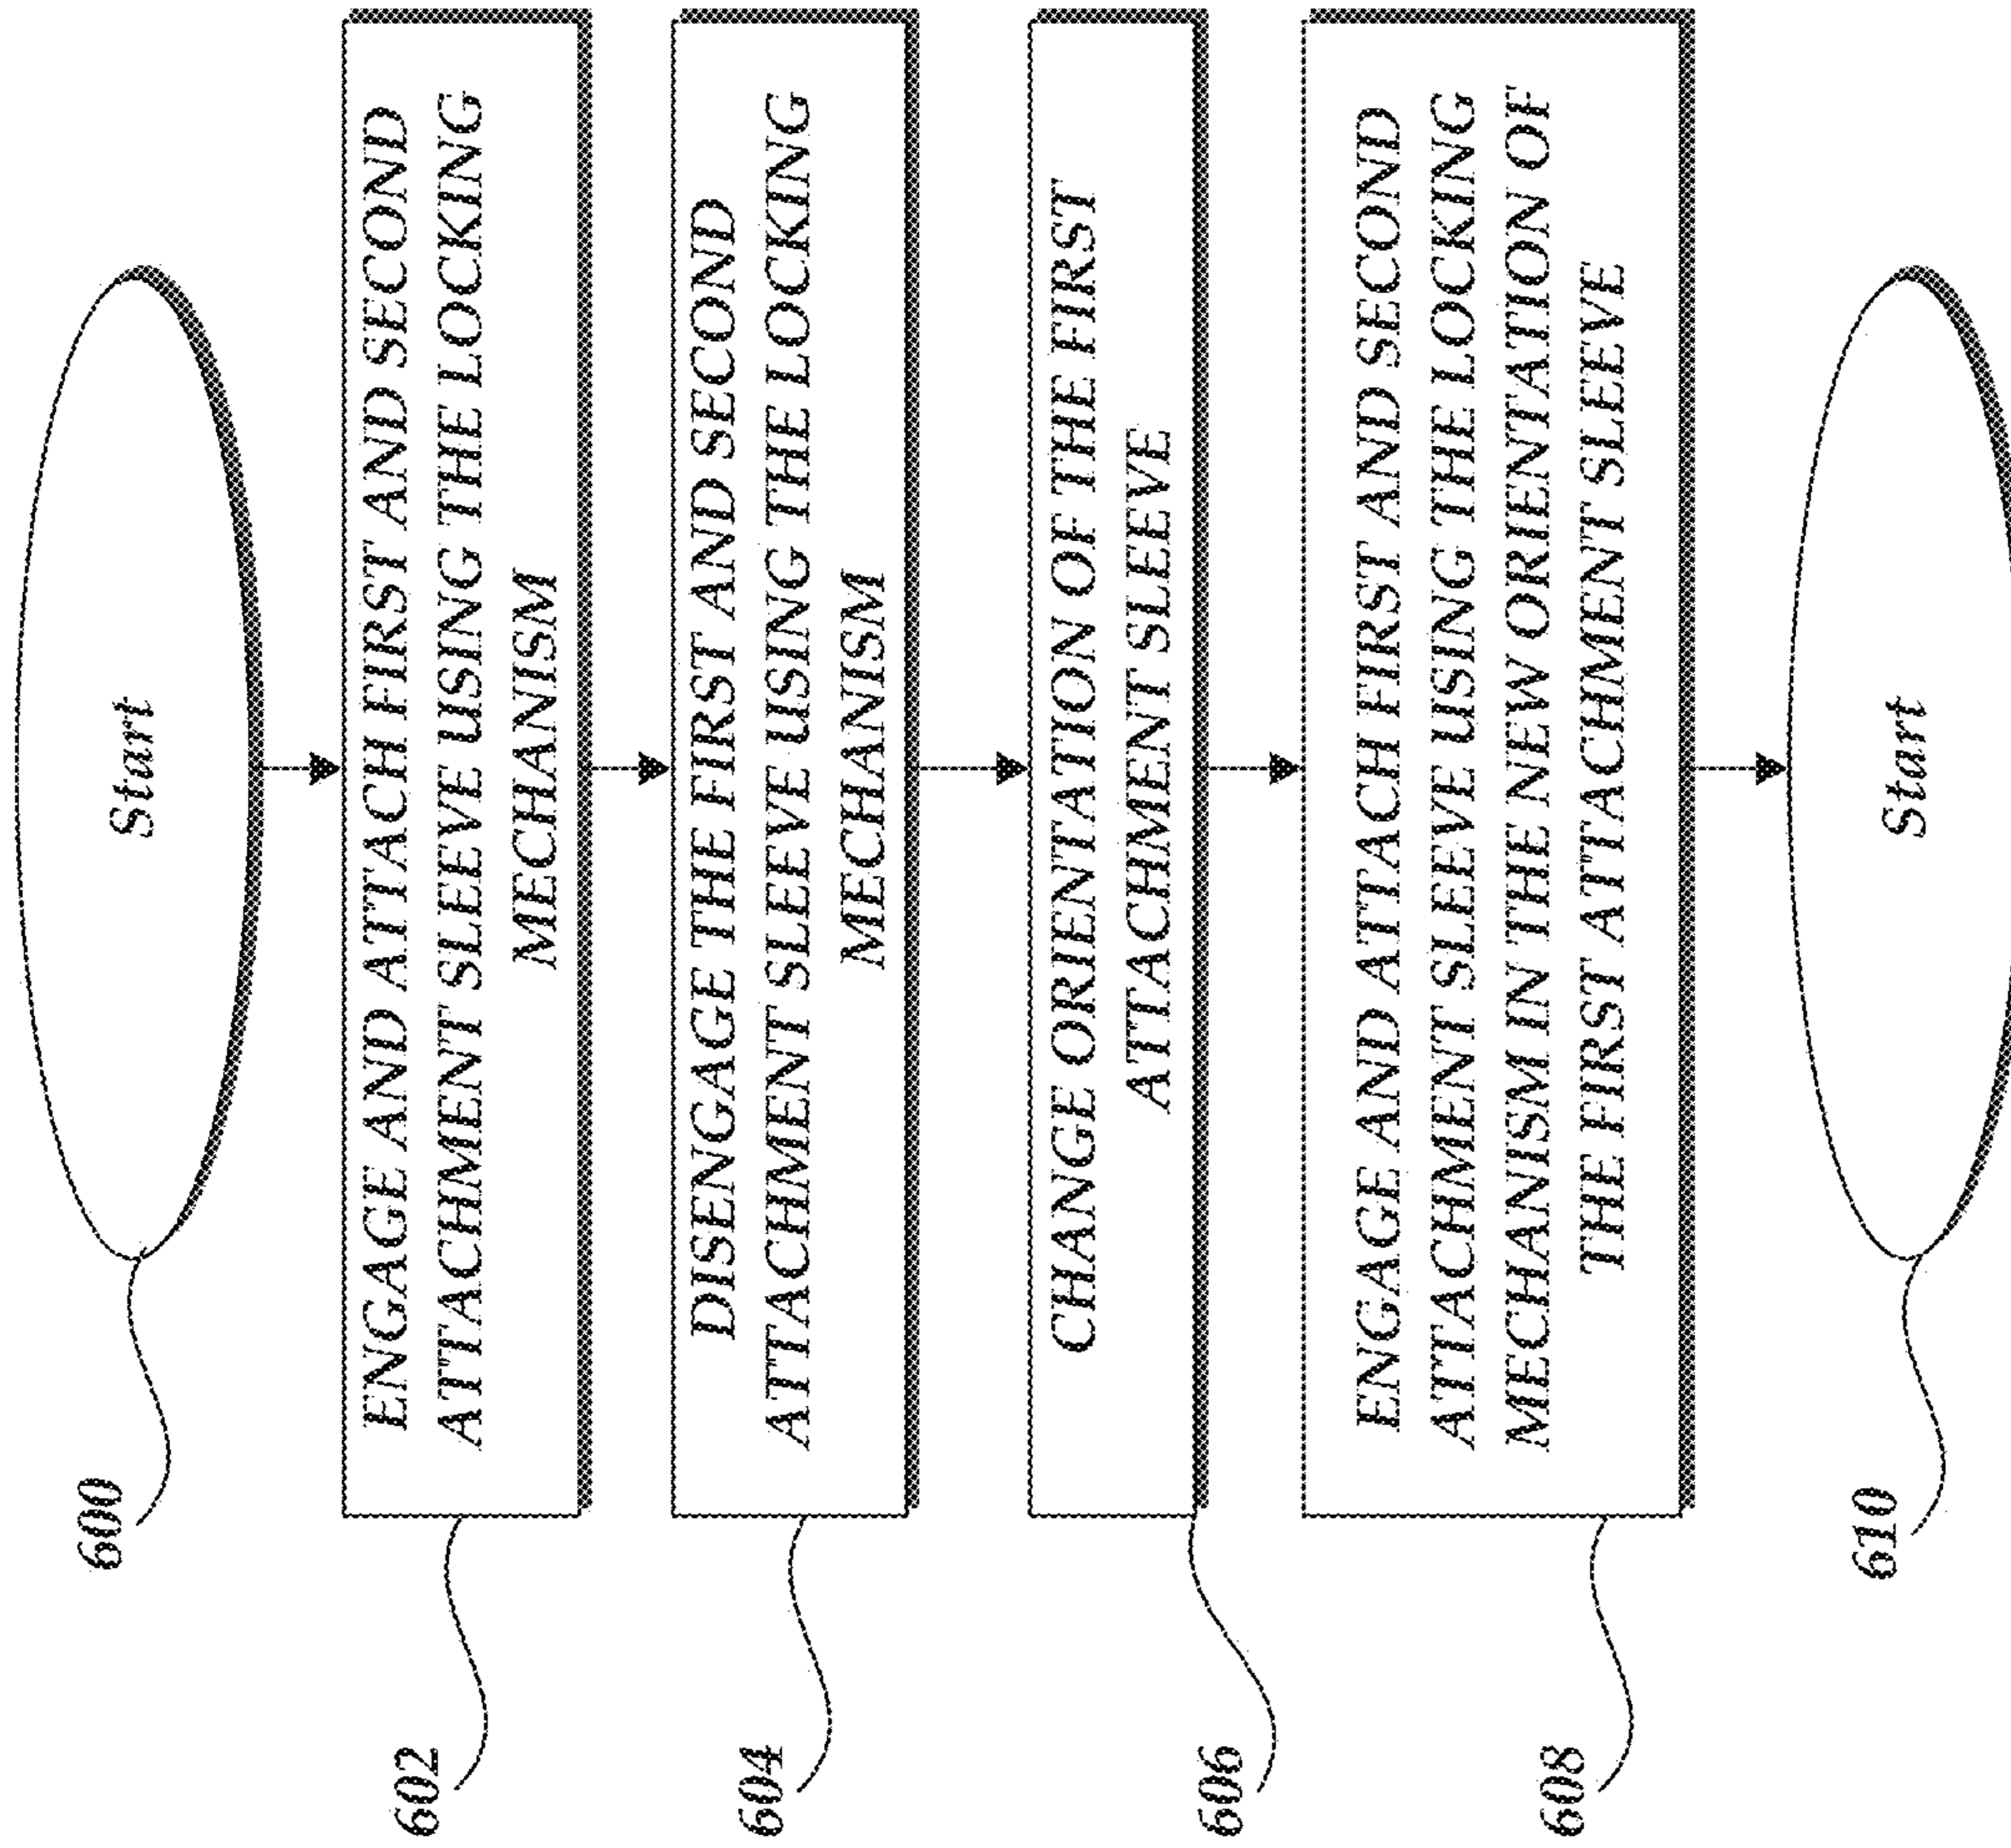 Start
600
ENGAGE AND ATTACH FIRST AND SECOND
ATTACHMENT SLEEVE USING THE LOCKING
MECHANISM
602
DISENGAGE THE FIRST AND SECOND
ATTACHMENT SLEEVE USING THE LOCKING
MECHANISM
604
CHANGE ORIENTATION OF THE FIRST
ATTACHMENT SLEEVE
606
ENGAGE AND ATTACH FIRST AND SECOND
ATTACHMENT SLEEVE USING THE LOCKING
MECHANISM IN THE NEW ORIENTATION OF
THE FIRST ATTACHMENT SLEEVE
608
Start
610